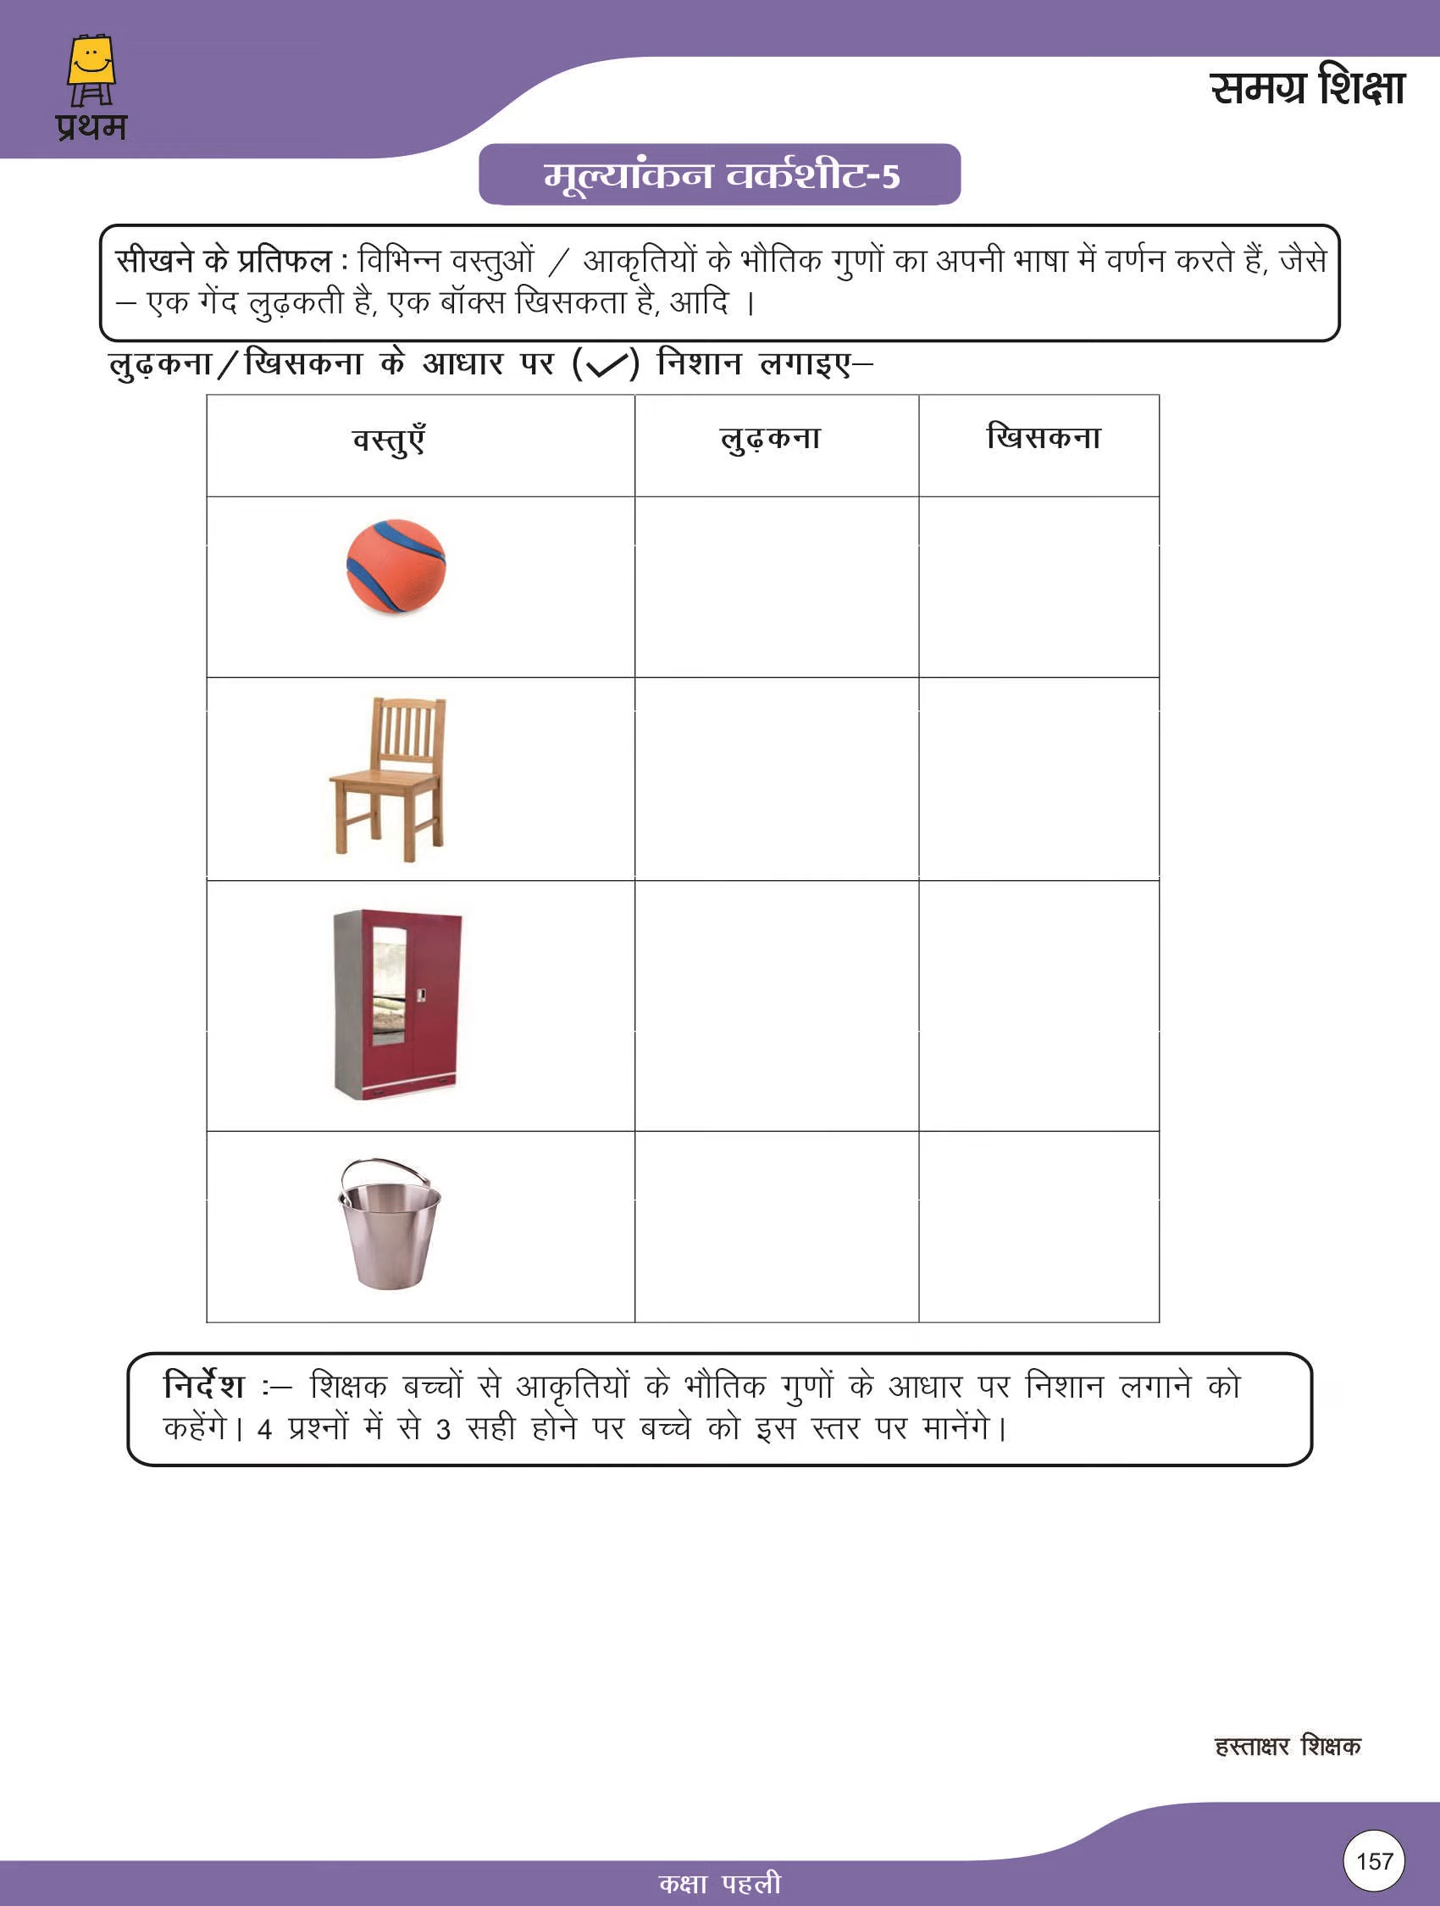 प्रथम
समग्र शिक्षा
मूल्यांकन वर्कशीट-5
सीखने के प्रतिफल : विभिन्न वस्तुओं / आकृतियों के भौतिक गुणों का अपनी भाषा में वर्णन करते हैं, जैसे
– एक गेंद लुढ़कती है, एक बॉक्स खिसकता है, आदि ।
लुढ़कना/खिसकना के आधार पर (✓) निशान लगाइए–
वस्तुएँ लुढ़कना खिसकना
निर्देश :– शिक्षक बच्चों से आकृतियों के भौतिक गुणों के आधार पर निशान लगाने को
कहेंगे। 4 प्रश्नों में से 3 सही होने पर बच्चे को इस स्तर पर मानेंगे।
हस्ताक्षर शिक्षक
157
कक्षा पहली